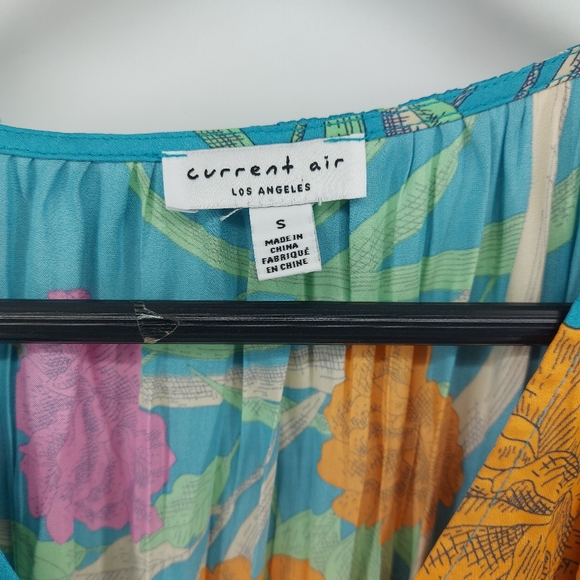 current air
LOS ANGELES
S
MADE IN
CHINA
FABRIQUÉ
EN CHINE